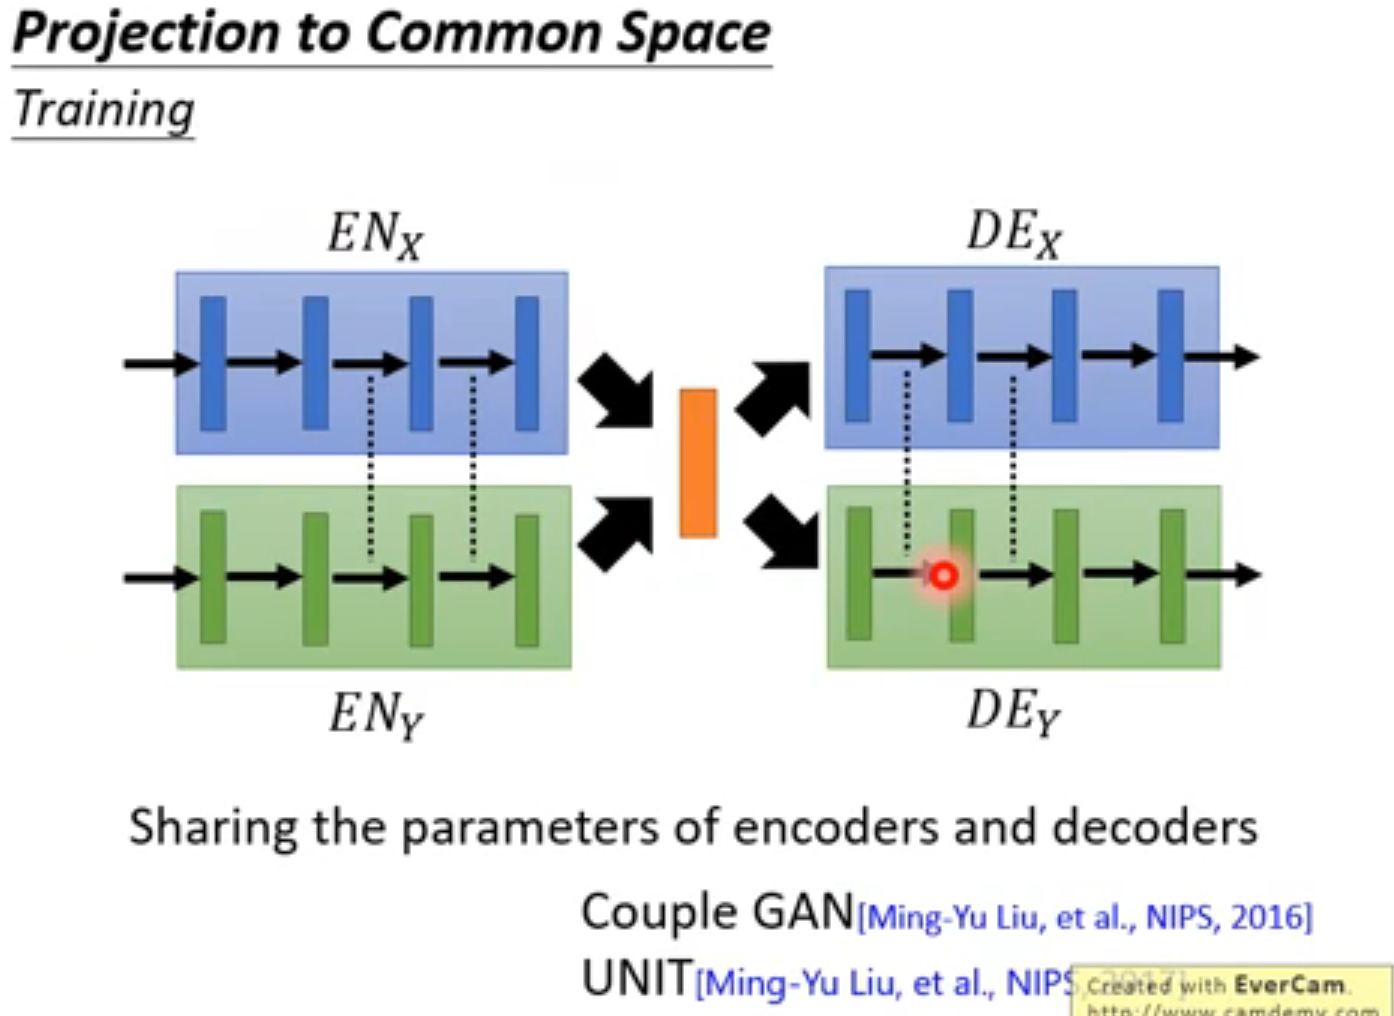 Projection to Common Space
Training
EN_X
DE_X
EN_Y
DE_Y
Sharing the parameters of encoders and decoders
Couple GAN[Ming-Yu Liu, et al., NIPS, 2016]
UNIT[Ming-Yu Liu, et al., NIPS, 2017]
Created with EverCam.
http://www.camdemy.com